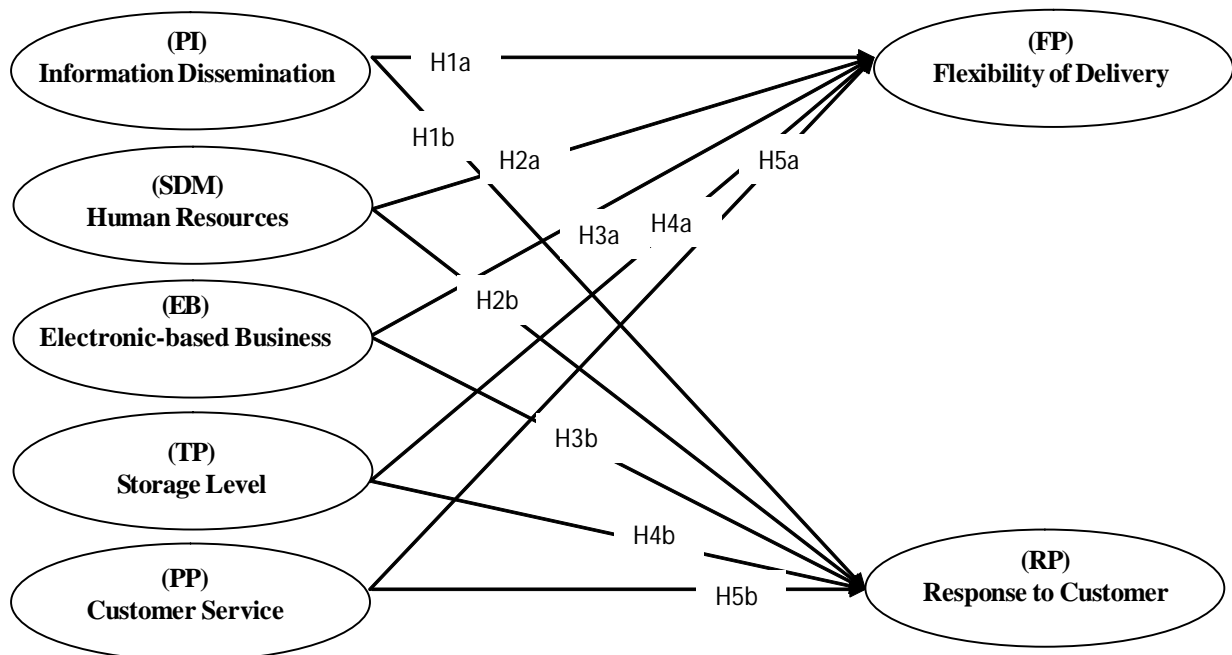 (PI)
Information Dissemination
(FP)
Flexibility of Delivery
H1a
H1b
H2a
H5a
(SDM)
Human Resources
H4a
H3a
(EB)
Electronic-based Business
H2b
H3b
(TP)
Storage Level
H4b
(RP)
Response to Customer
(PP)
Customer Service
H5b